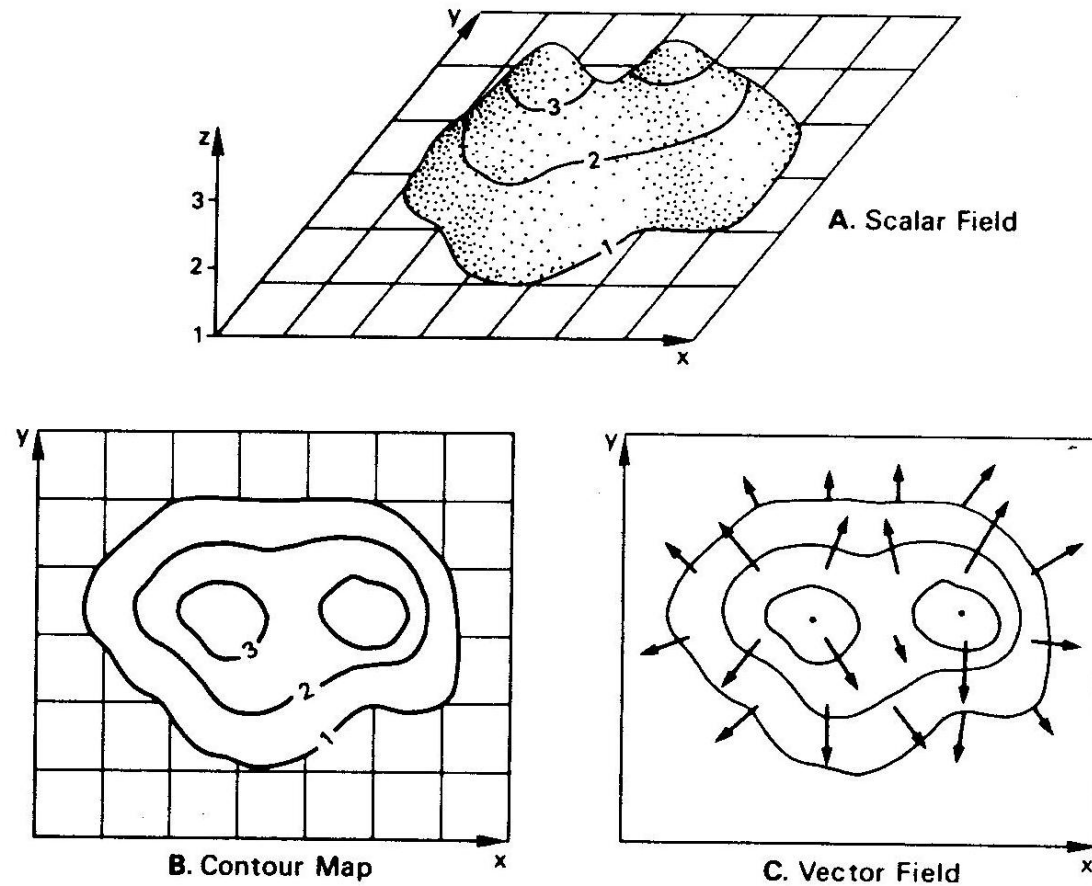 y
z
3
3
2
2
1
1
x
A. Scalar Field
y
3
2
1
x
B. Contour Map
y
x
C. Vector Field